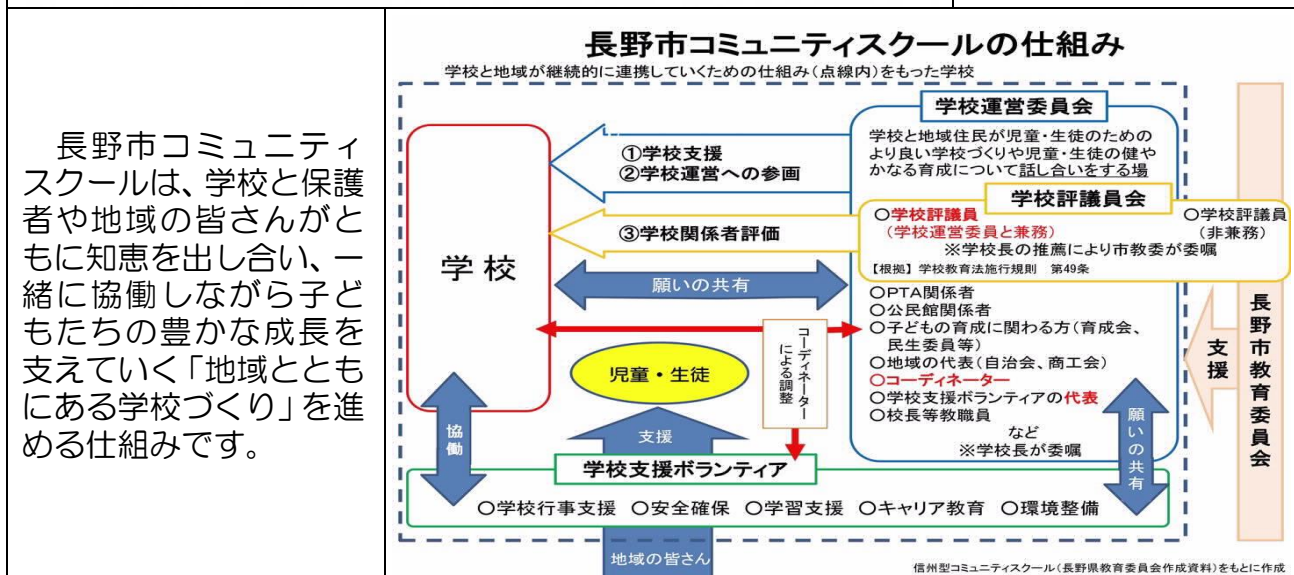 長野市コミュニティ
スクールは、学校と保護
者や地域の皆さんがと
もに知恵を出し合い、一
緒に協働しながら子ど
もたちの豊かな成長を
支えていく「地域ととも
にある学校づくり」を進
める仕組みです。
長野市コミュニティスクールの仕組み
学校と地域が継続的に連携していくための仕組み(点線内)をもった学校
学校
①学校支援
②学校運営への参画
③学校関係者評価
願いの共有
児童・生徒
コーディネーター
による調整
協働
支援
学校運営委員会
学校と地域住民が児童・生徒のための
より良い学校づくりや児童・生徒の健や
かなる育成について話し合いをする場
学校評議員会
○学校評議員
(学校運営委員と兼務)
○学校評議員
(非兼務)
※学校長の推薦により市教委が委嘱
【根拠】 学校教育法施行規則 第49条
○PTA関係者
○公民館関係者
○子どもの育成に関わる方(育成会、
民生委員等)
○地域の代表(自治会、商工会)
○コーディネーター
○学校支援ボランティアの代表
○校長等教職員
など
※学校長が委嘱
願いの共有
支援
長野市教育委員会
学校支援ボランティア
○学校行事支援 ○安全確保 ○学習支援 ○キャリア教育 ○環境整備
地域の皆さん
信州型コミュニティスクール(長野県教育委員会作成資料)をもとに作成